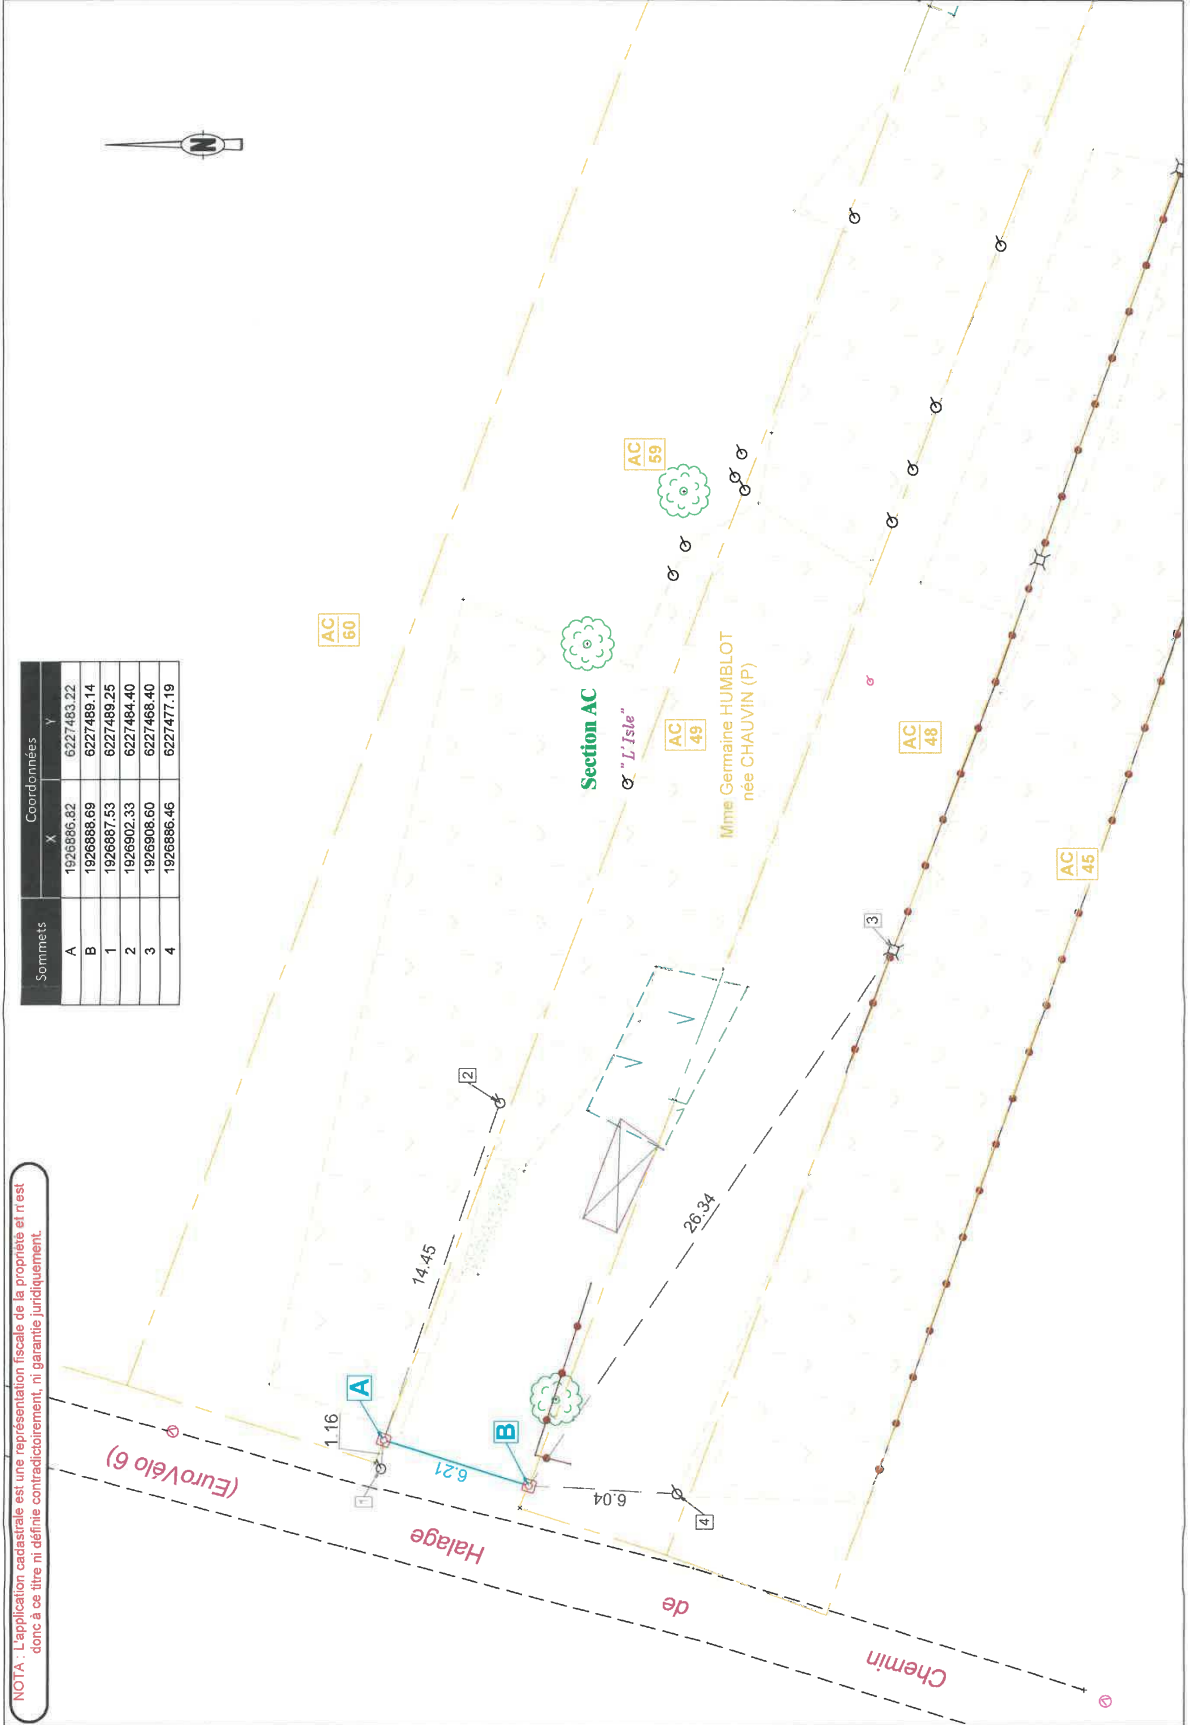 NOTA : L'application cadastrale est une représentation fiscale de la propriété et n'est
donc à ce titre ni définie contradictoirement, ni garantie juridiquement.
Sommets Coordonnées
X Y
A 1926886.82 6227483.22
B 1926888.69 6227489.14
1 1926887.53 6227489.25
2 1926902.33 6227484.40
3 1926908.60 6227468.40
4 1926886.46 6227477.19
N
AC
60
AC
59
Section AC
"L'Isle"
AC
49
Mme Germaine HUMBLOT
née CHAUVIN (P)
AC
48
AC
45
1
2
3
4
A
B
1.16
14.45
6.21
6.04
26.34
Chemin
de
Halage
(EuroVélo 6)